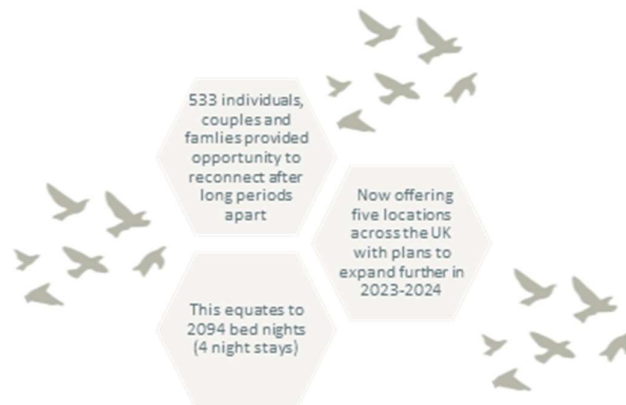 533 individuals,
couples and
famlies provided
opportunity to
reconnect after
long periods
apart
Now offering
five locations
across the UK
with plans to
expand further in
2023-2024
This equates to
2094 bed nights
(4 night stays)